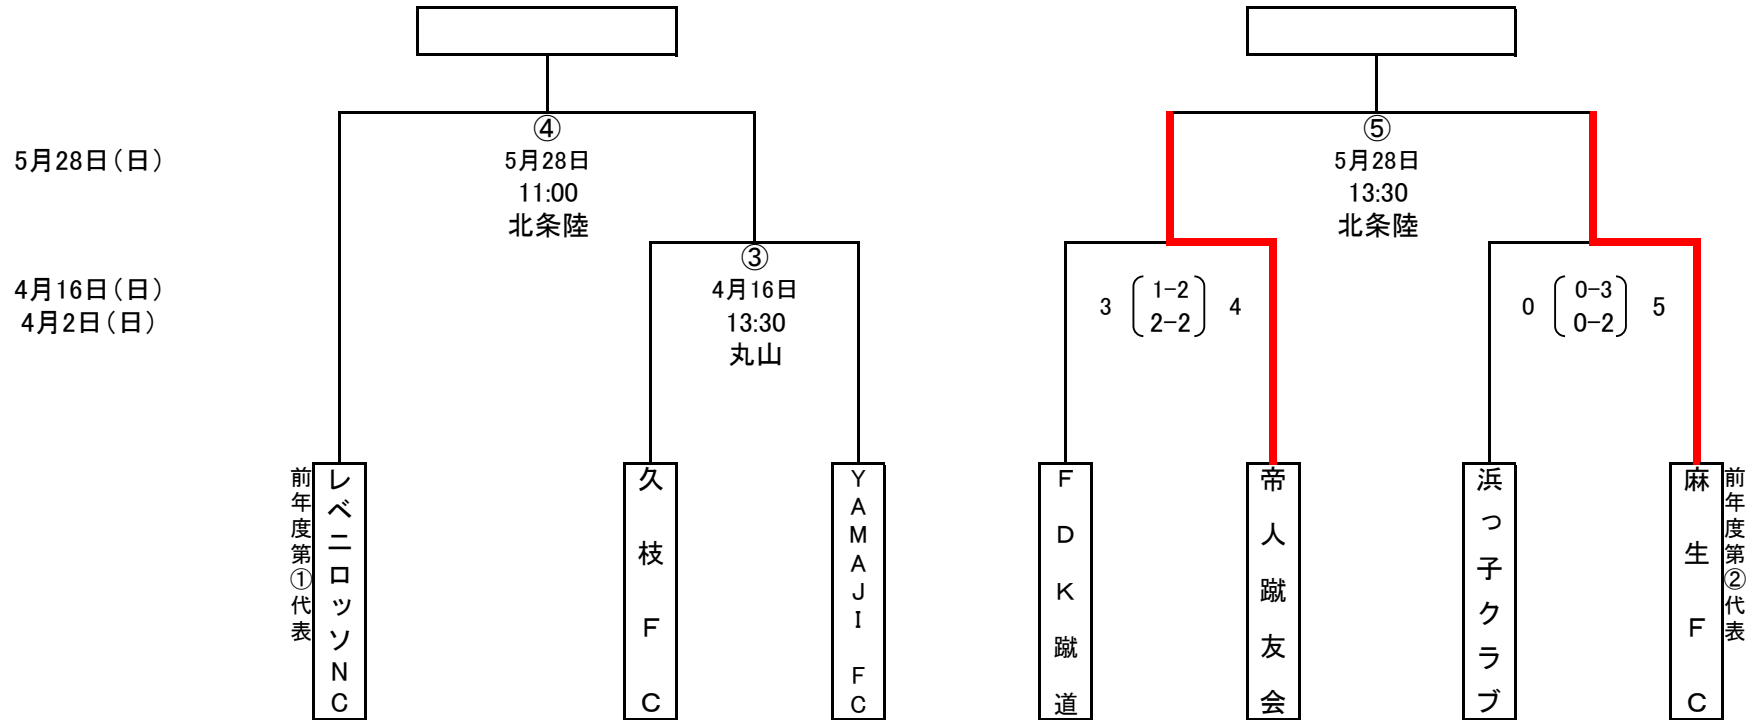 ④
⑤
5月28日(日)
5月28日
11:00
北条陸
5月28日
13:30
北条陸
③
4月16日(日)
4月2日(日)
4月16日
13:30
丸山
3
1-2
2-2
4
0
0-3
0-2
5
前年度第①代表
レベニロッソNC
久枝FC
YAMAJI FC
FDK蹴道
帝人蹴友会
浜っ子クラブ
麻生FC
前年度第②代表